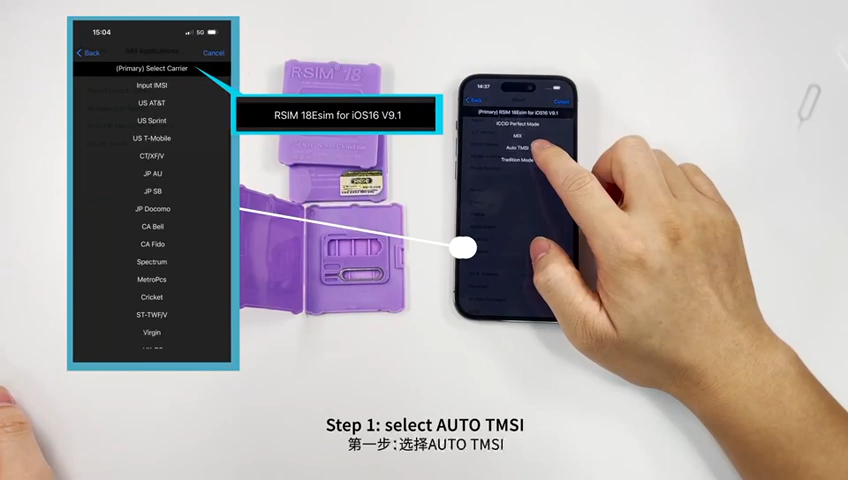 15:04
5G
Back
Cancel
(Primary) Select Carrier
Input IMSI
US AT&T
US Sprint
US T-Mobile
CT/XF/V
JP AU
JP SB
JP Docomo
CA Bell
CA Fido
Spectrum
MetroPcs
Cricket
ST-TWF/V
Virgin
RSIM 18Esim for iOS16 V9.1
RSIM 18
14:37
Back
Cancel
(Primary) RSIM 18Esim for iOS16 V9.1
ICCID Perfect Mode
MIX
Auto TMSI
Tradition Mode
Step 1: select AUTO TMSI
第一步:选择AUTO TMSI